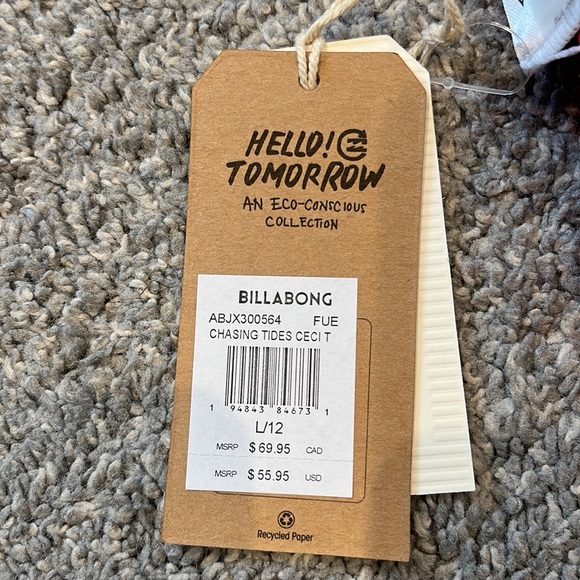 HELLO!
TOMORROW
AN ECO-CONSCIOUS
COLLECTION
BILLABONG
ABJX300564 FUE
CHASING TIDES CECI T
1 94843 84673 1
L/12
MSRP $ 69.95 CAD
MSRP $ 55.95 USD
Recycled Paper